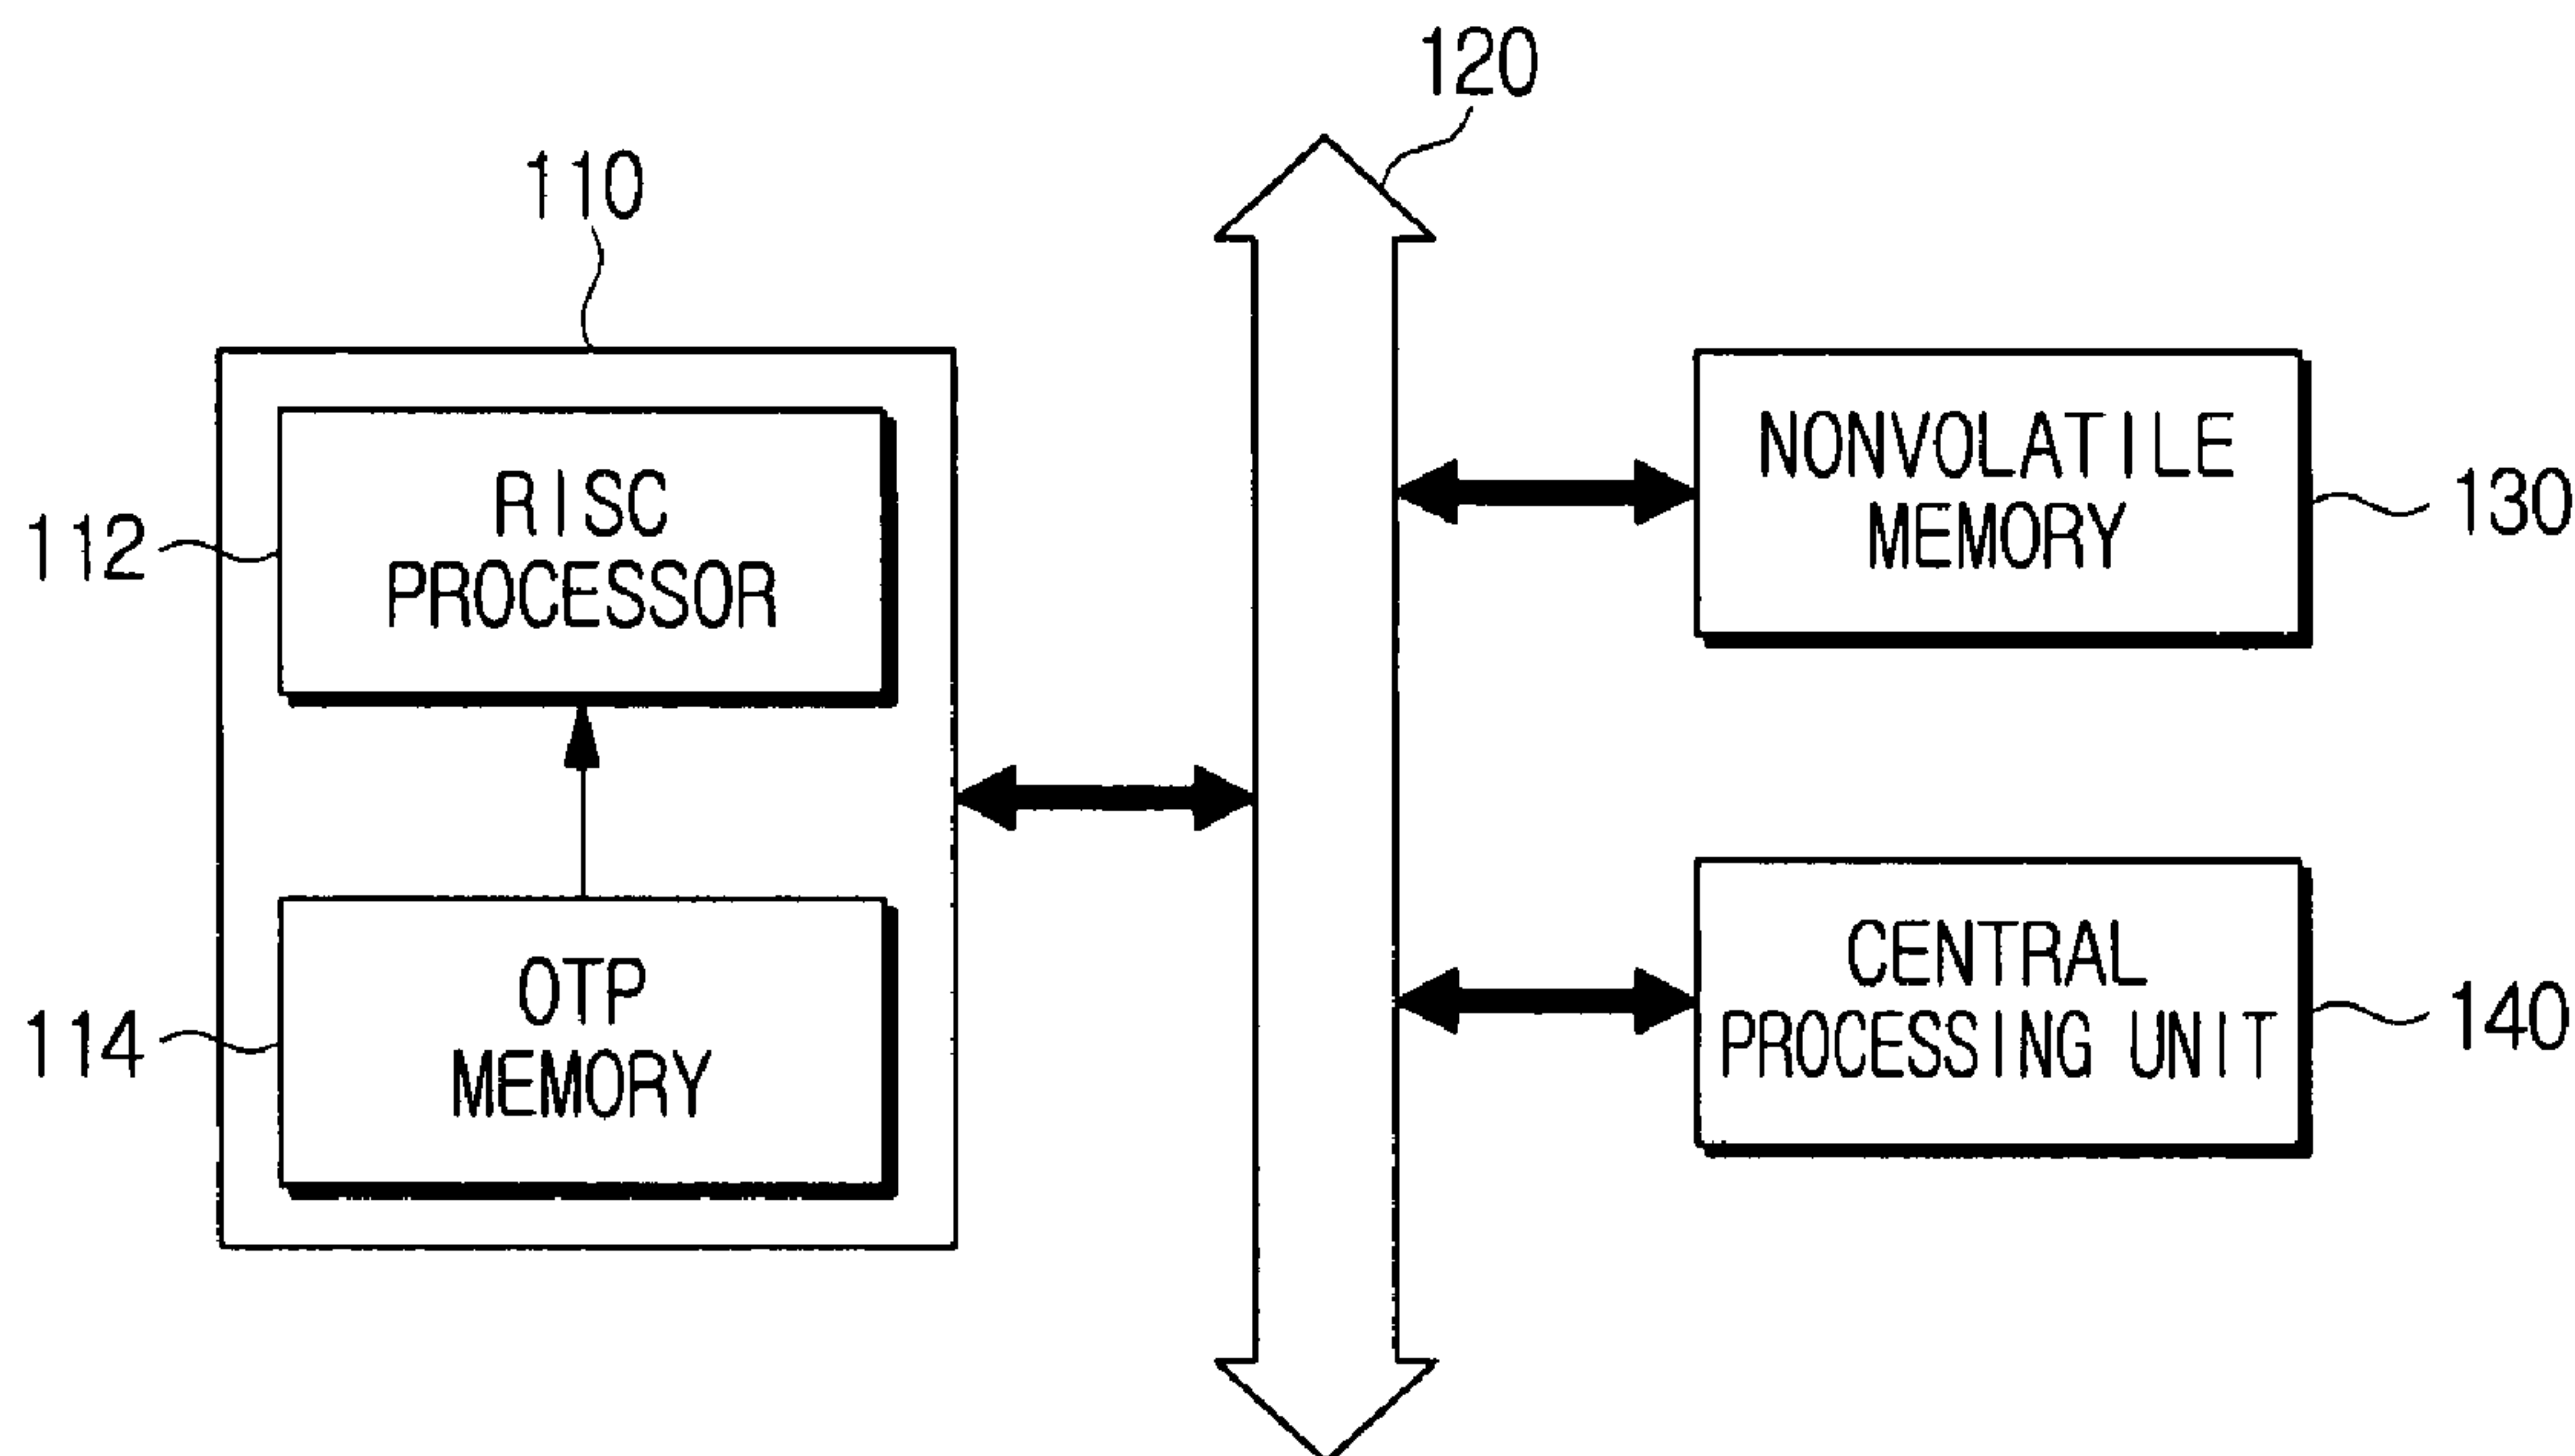 120
110
RISC
PROCESSOR
112
OTP
MEMORY
114
NONVOLATILE
MEMORY
130
CENTRAL
PROCESSING UNIT
140